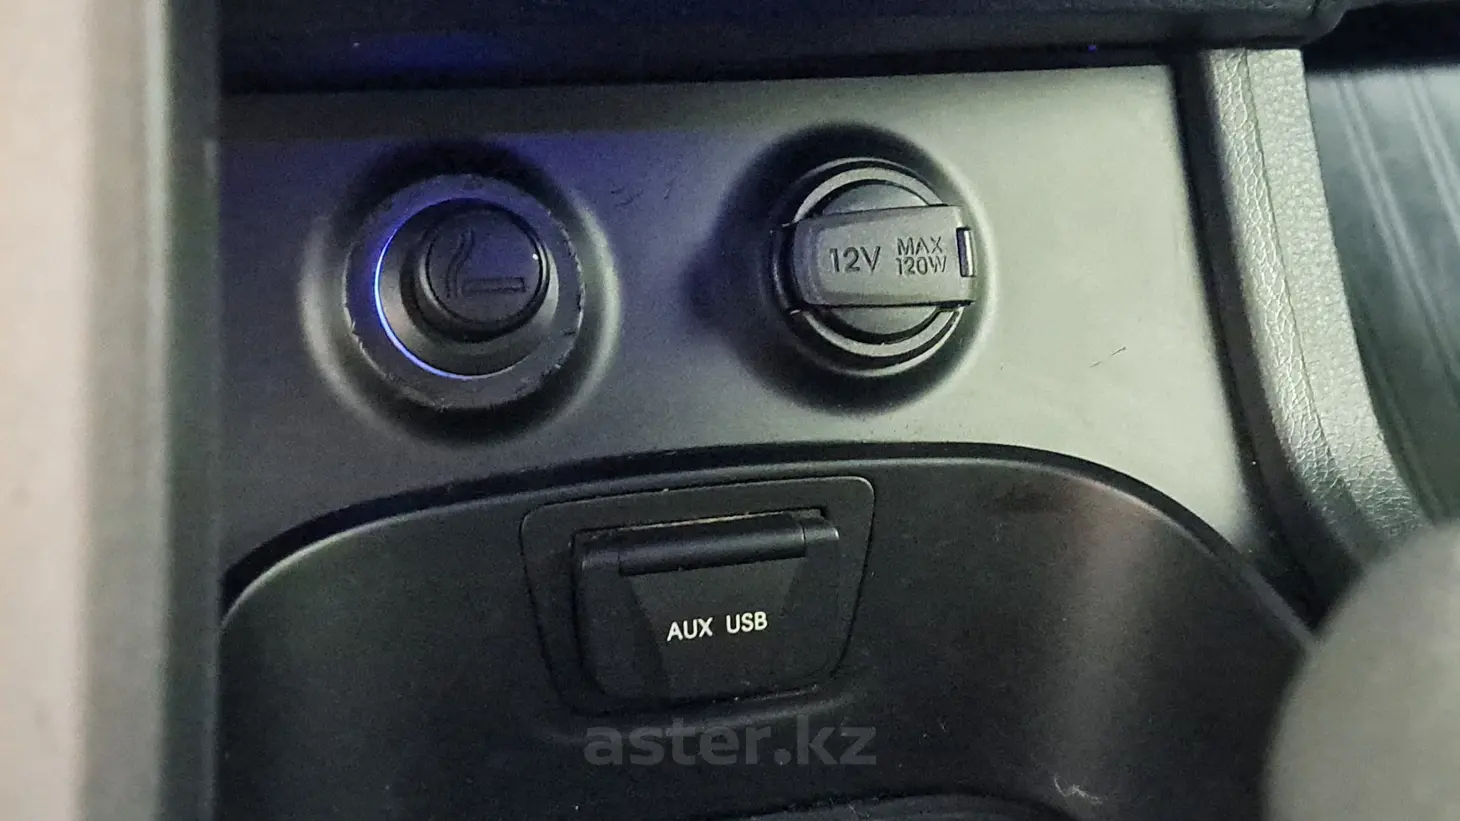 12V MAX
120W
AUX USB
aster.kz